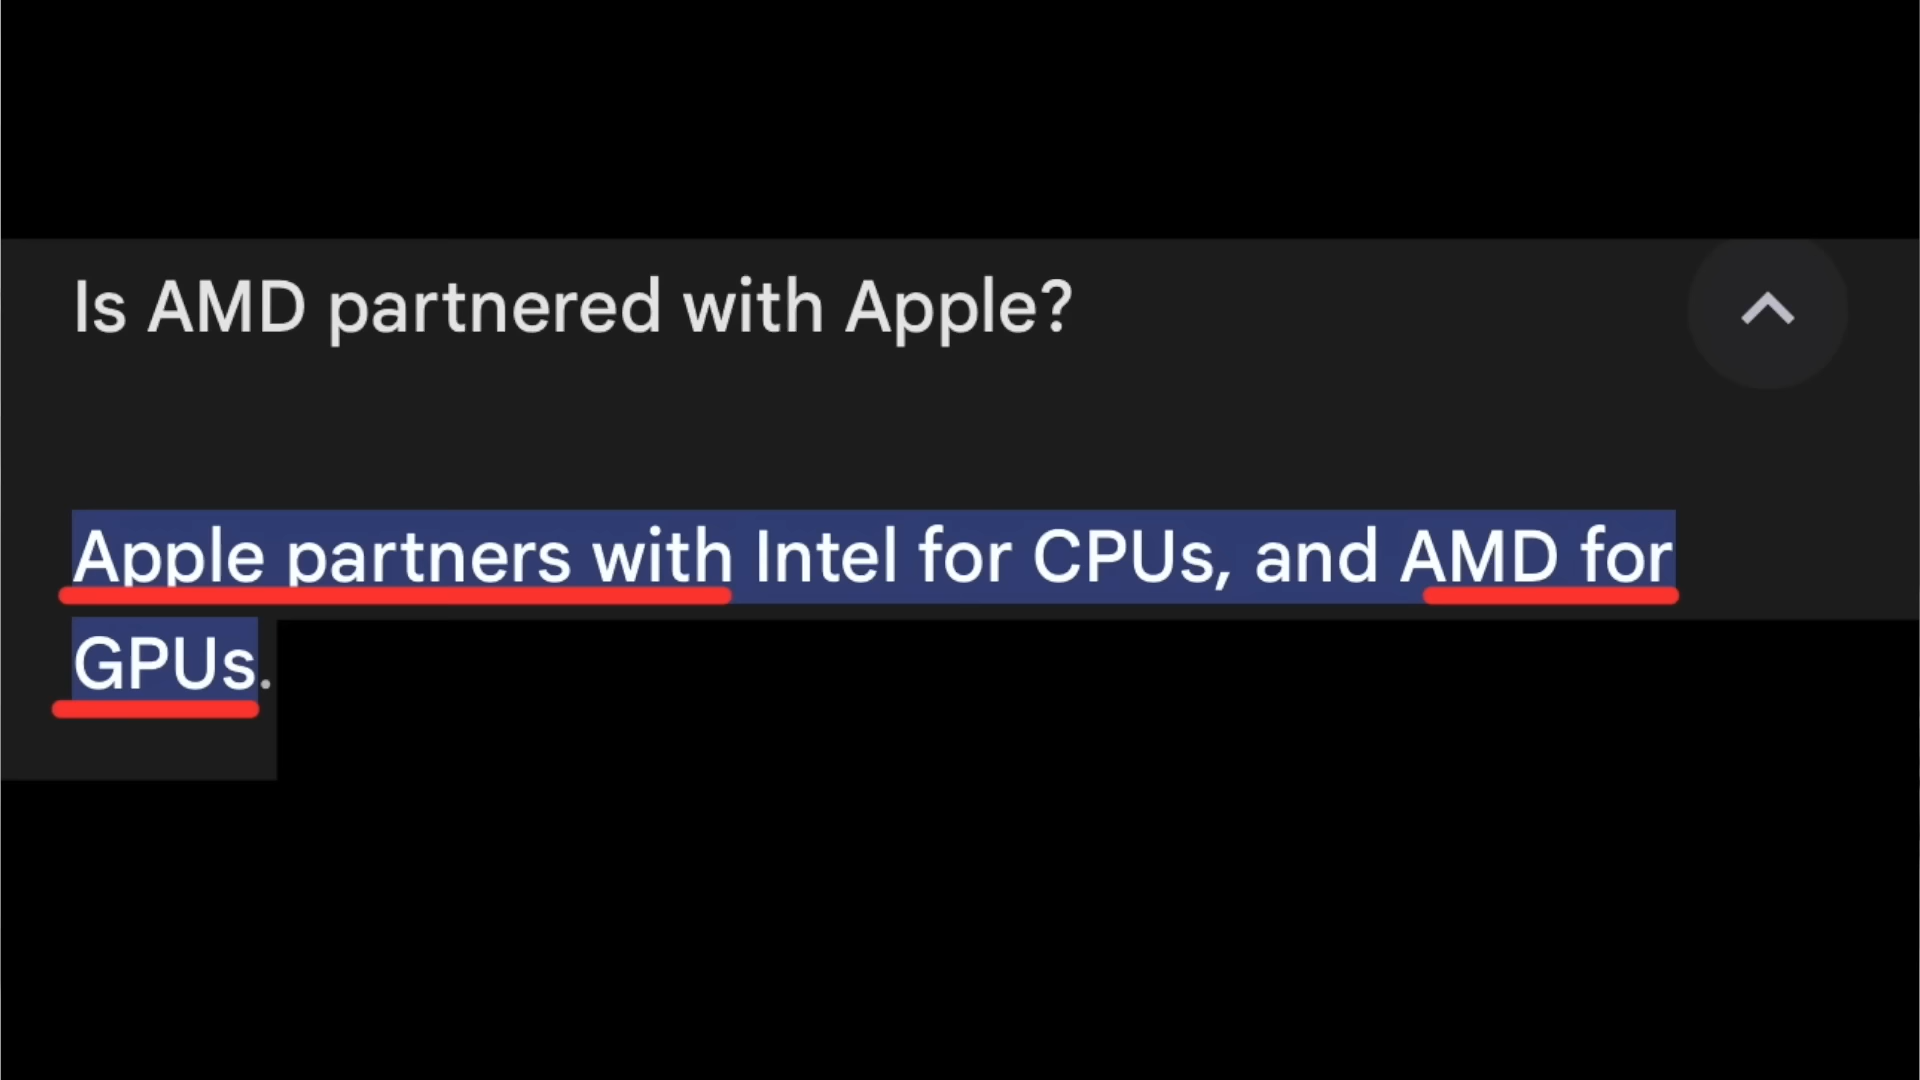 Is AMD partnered with Apple?
Apple partners with Intel for CPUs, and AMD for
GPUs.